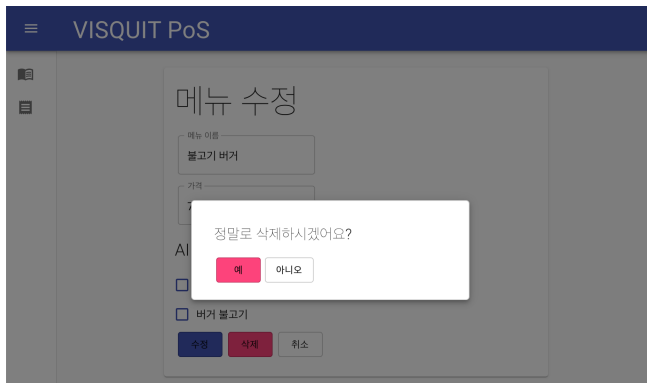 VISQUIT PoS
메뉴 수정
메뉴 이름
불고기 버거
가격
정말로 삭제하시겠어요?
예
아니오
버거 불고기
수정
삭제
취소